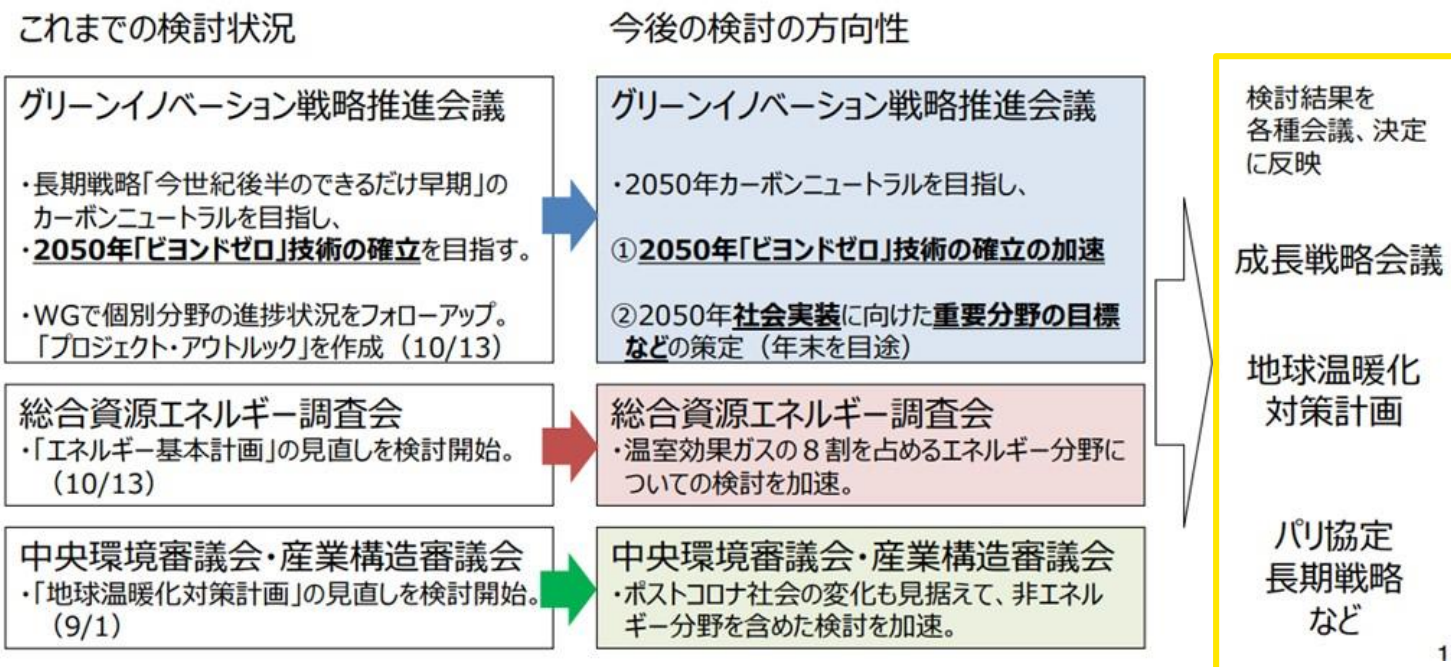 これまでの検討状況
今後の検討の方向性
グリーンイノベーション戦略推進会議
・長期戦略「今世紀後半のできるだけ早期」の
カーボンニュートラルを目指し、
・2050年「ビヨンドゼロ」技術の確立を目指す。
・WGで個別分野の進捗状況をフォローアップ。
「プロジェクト・アウトルック」を作成（10/13）
グリーンイノベーション戦略推進会議
・2050年カーボンニュートラルを目指し、
①2050年「ビヨンドゼロ」技術の確立の加速
②2050年社会実装に向けた重要分野の目標
などの策定（年末を目途）
総合資源エネルギー調査会
・「エネルギー基本計画」の見直しを検討開始。
（10/13）
総合資源エネルギー調査会
・温室効果ガスの８割を占めるエネルギー分野に
ついての検討を加速。
中央環境審議会・産業構造審議会
・「地球温暖化対策計画」の見直しを検討開始。
（9/1）
中央環境審議会・産業構造審議会
・ポストコロナ社会の変化も見据えて、非エネル
ギー分野を含めた検討を加速。
検討結果を
各種会議、決定
に反映
成長戦略会議
地球温暖化
対策計画
パリ協定
長期戦略
など
1